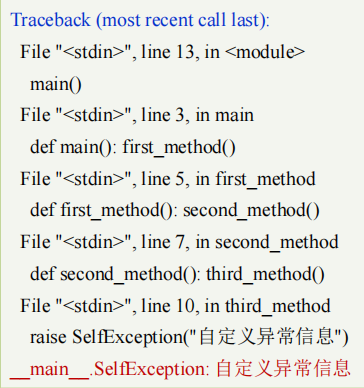 Traceback (most recent call last):
File "<stdin>", line 13, in <module>
main()
File "<stdin>", line 3, in main
def main(): first_method()
File "<stdin>", line 5, in first_method
def first_method(): second_method()
File "<stdin>", line 7, in second_method
def second_method(): third_method()
File "<stdin>", line 10, in third_method
raise SelfException("自定义异常信息")
__main__.SelfException: 自定义异常信息